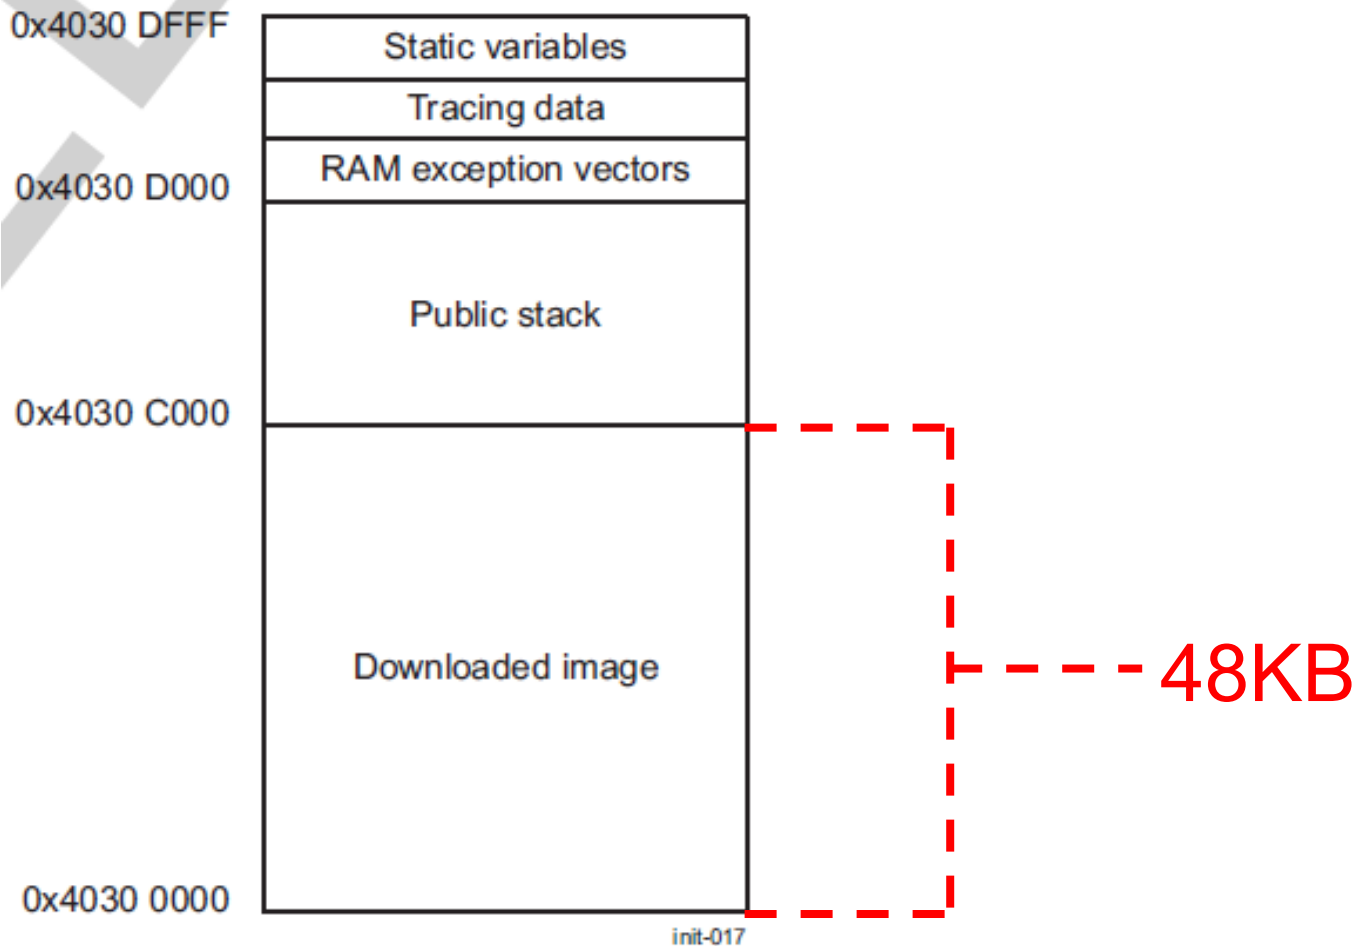 0x4030 DFFF
Static variables
Tracing data
RAM exception vectors
0x4030 D000
Public stack
0x4030 C000
Downloaded image
48KB
0x4030 0000
init-017